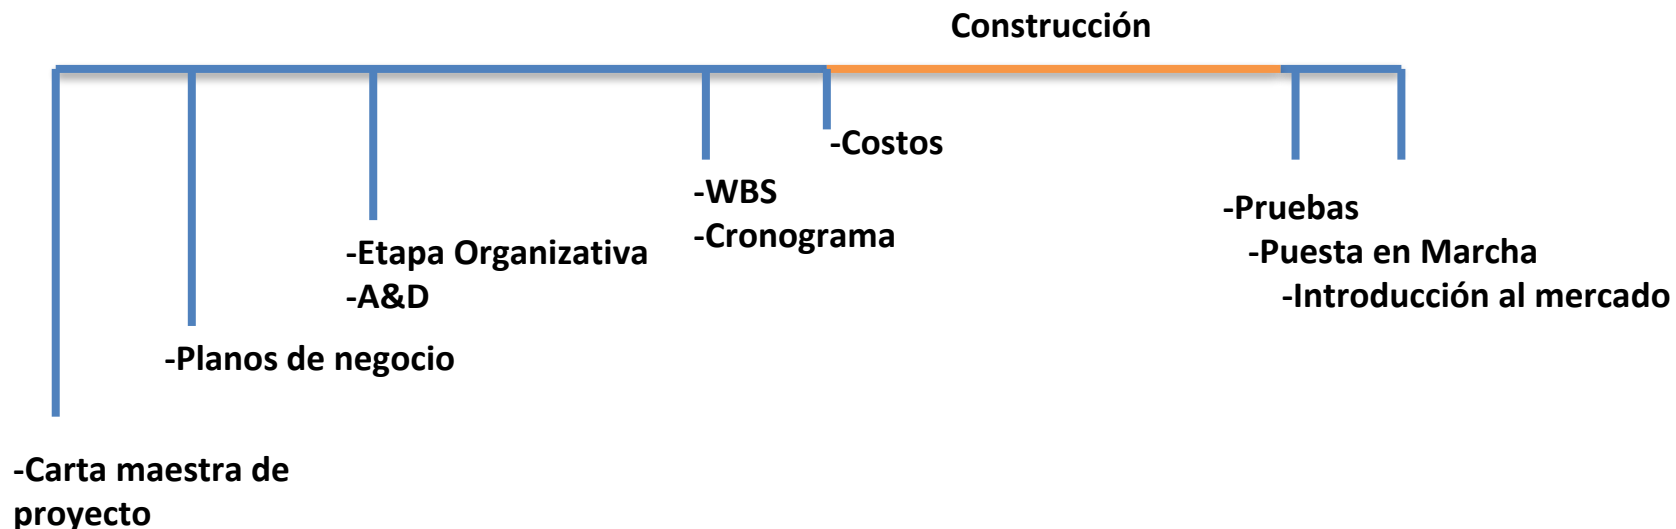 Construcción
-Costos
-WBS
-Cronograma
-Pruebas
-Puesta en Marcha
-Introducción al mercado
-Etapa Organizativa
-A&D
-Planos de negocio
-Carta maestra de
proyecto